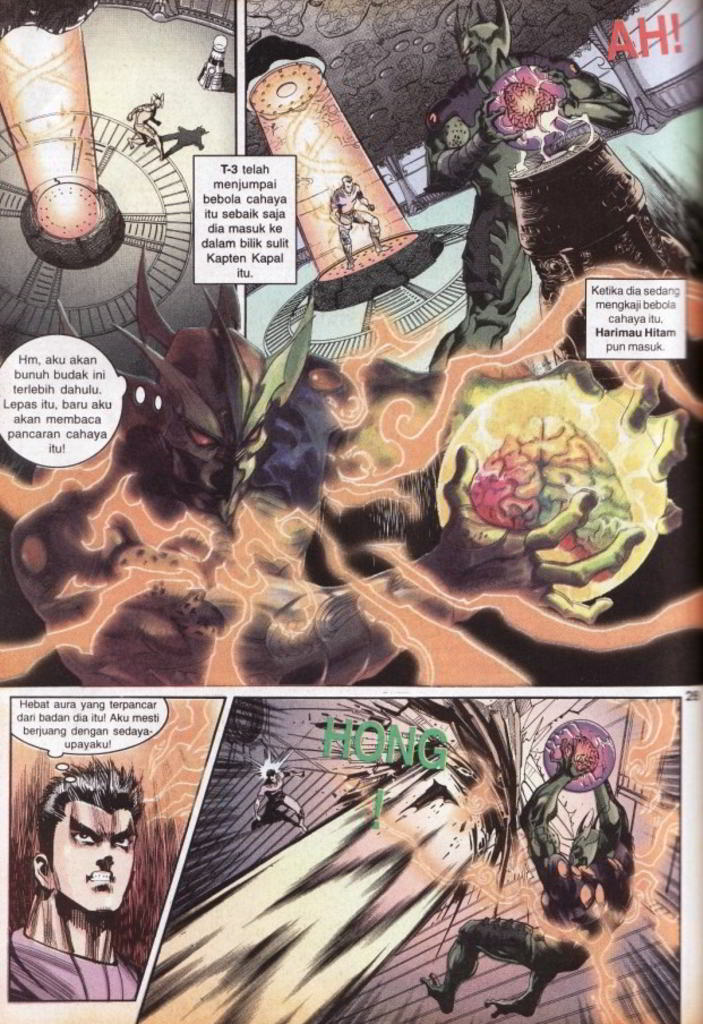 AH!
T-3 telah
menjumpai
bebola cahaya
itu sebaik saja
dia masuk ke
dalam bilik sulit
Kapten Kapal
itu.
Ketika dia sedang
mengkaji bebola
cahaya itu,
Harimau Hitam
pun masuk.
Hm, aku akan
bunuh budak ini
terlebih dahulu.
Lepas itu, baru aku
akan membaca
pancaran cahaya
itu!
Hebat aura yang terpancar
dari badan dia itu! Aku mesti
berjuang dengan sedaya-
upayaku!
HONG
!